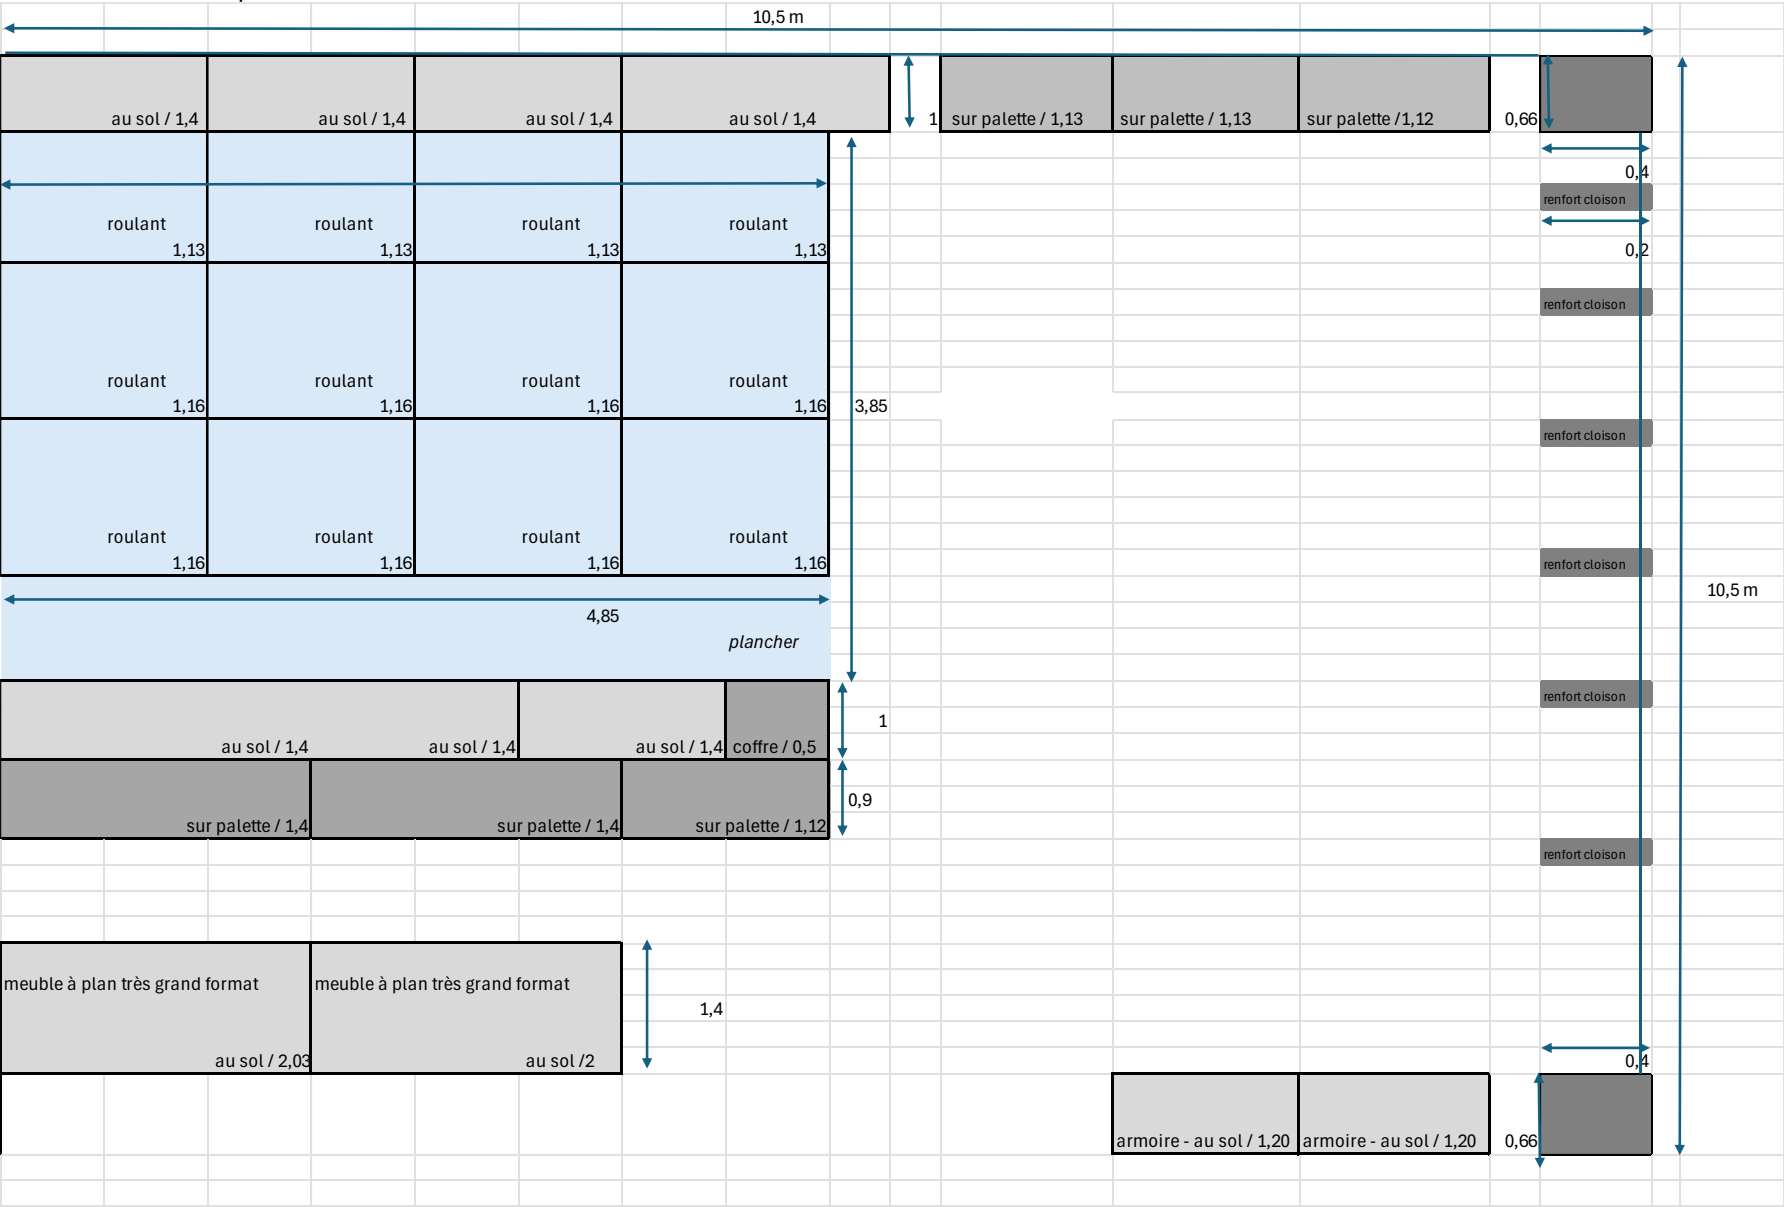 10,5 m
au sol / 1,4 au sol / 1,4 au sol / 1,4 au sol / 1,4 1 sur palette / 1,13 sur palette / 1,13 sur palette /1,12 0,66
0,4
renfort cloison
roulant roulant roulant roulant
1,13 1,13 1,13 1,13 0,2
renfort cloison
roulant roulant roulant roulant
1,16 1,16 1,16 1,16 3,85
renfort cloison
roulant roulant roulant roulant
1,16 1,16 1,16 1,16 renfort cloison
10,5 m
4,85
plancher
renfort cloison
1
au sol / 1,4 au sol / 1,4 au sol / 1,4 coffre / 0,5
0,9
sur palette / 1,4 sur palette / 1,4 sur palette / 1,12
renfort cloison
meuble à plan très grand format meuble à plan très grand format
1,4
au sol / 2,03 au sol /2 0,4
armoire - au sol / 1,20 armoire - au sol / 1,20 0,66